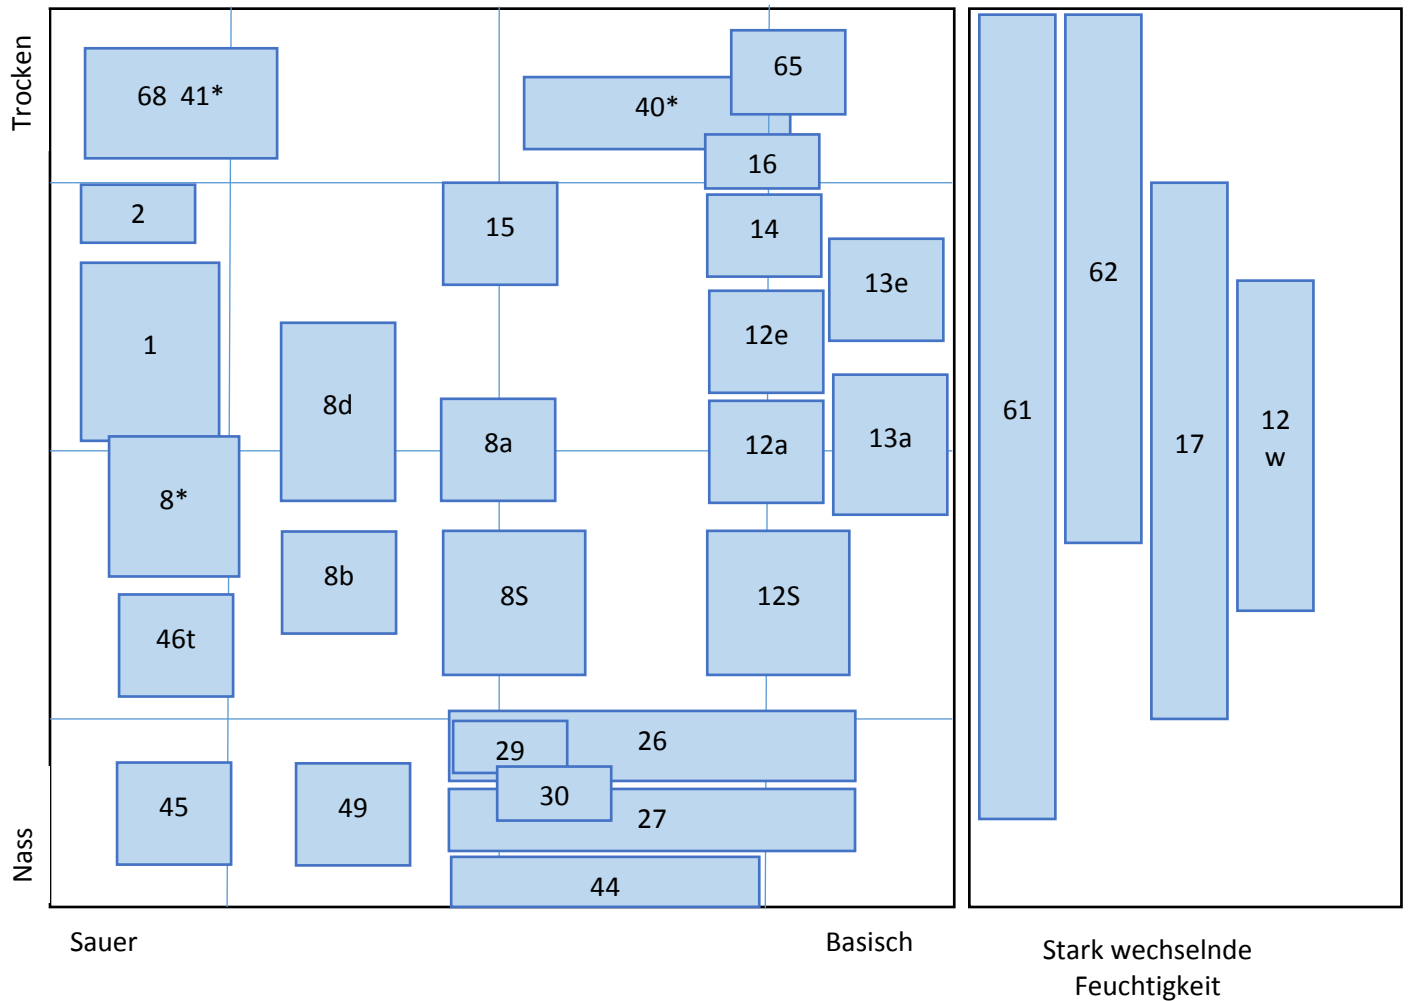 Trocken
68 41*
65
40*
16
2
15
14
13e
62
1
12e
8d
8a
12a
13a
61
17
12
w
8*
8b
8S
12S
46t
29
26
30
45
49
27
44
Nass
Sauer
Basisch
Stark wechselnde
Feuchtigkeit